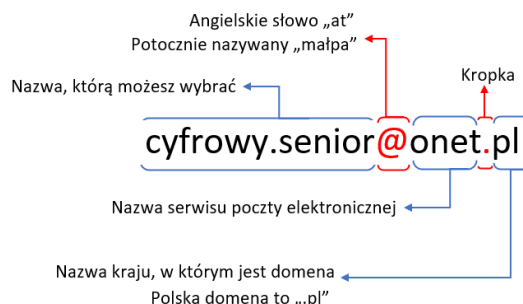 Angielskie słowo „at”
Potocznie nazywany „małpa”
Kropka
Nazwa, którą możesz wybrać
cyfrowy.senior@onet.pl
Nazwa serwisu poczty elektronicznej
Nazwa kraju, w którym jest domena
Polska domena to „.pl”